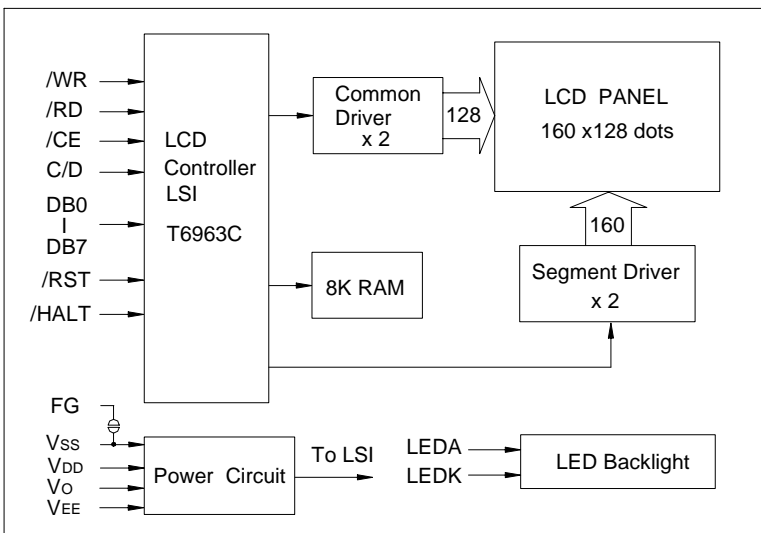 /WR
/RD
/CE
C/D
DB0
I
DB7
/RST
/HALT
LCD
Controller
LSI
T6963C
Common
Driver
x 2
128
LCD PANEL
160 x128 dots
160
8K RAM
Segment Driver
x 2
FG
VSS
VDD
VO
VEE
Power Circuit
To LSI
LEDA
LEDK
LED Backlight